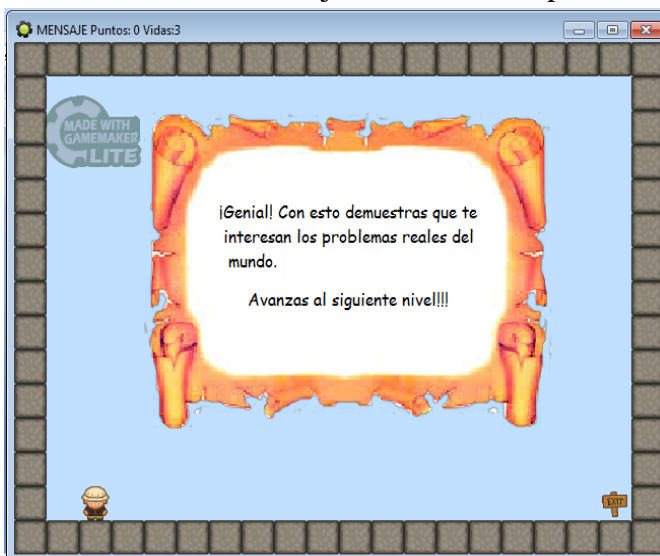 MENSAJE Puntos: 0 Vidas:3
MADE WITH
GAMEMAKER
LITE
¡Genial! Con esto demuestras que te
interesan los problemas reales del
mundo.
Avanzas al siguiente nivel!!!
EXIT